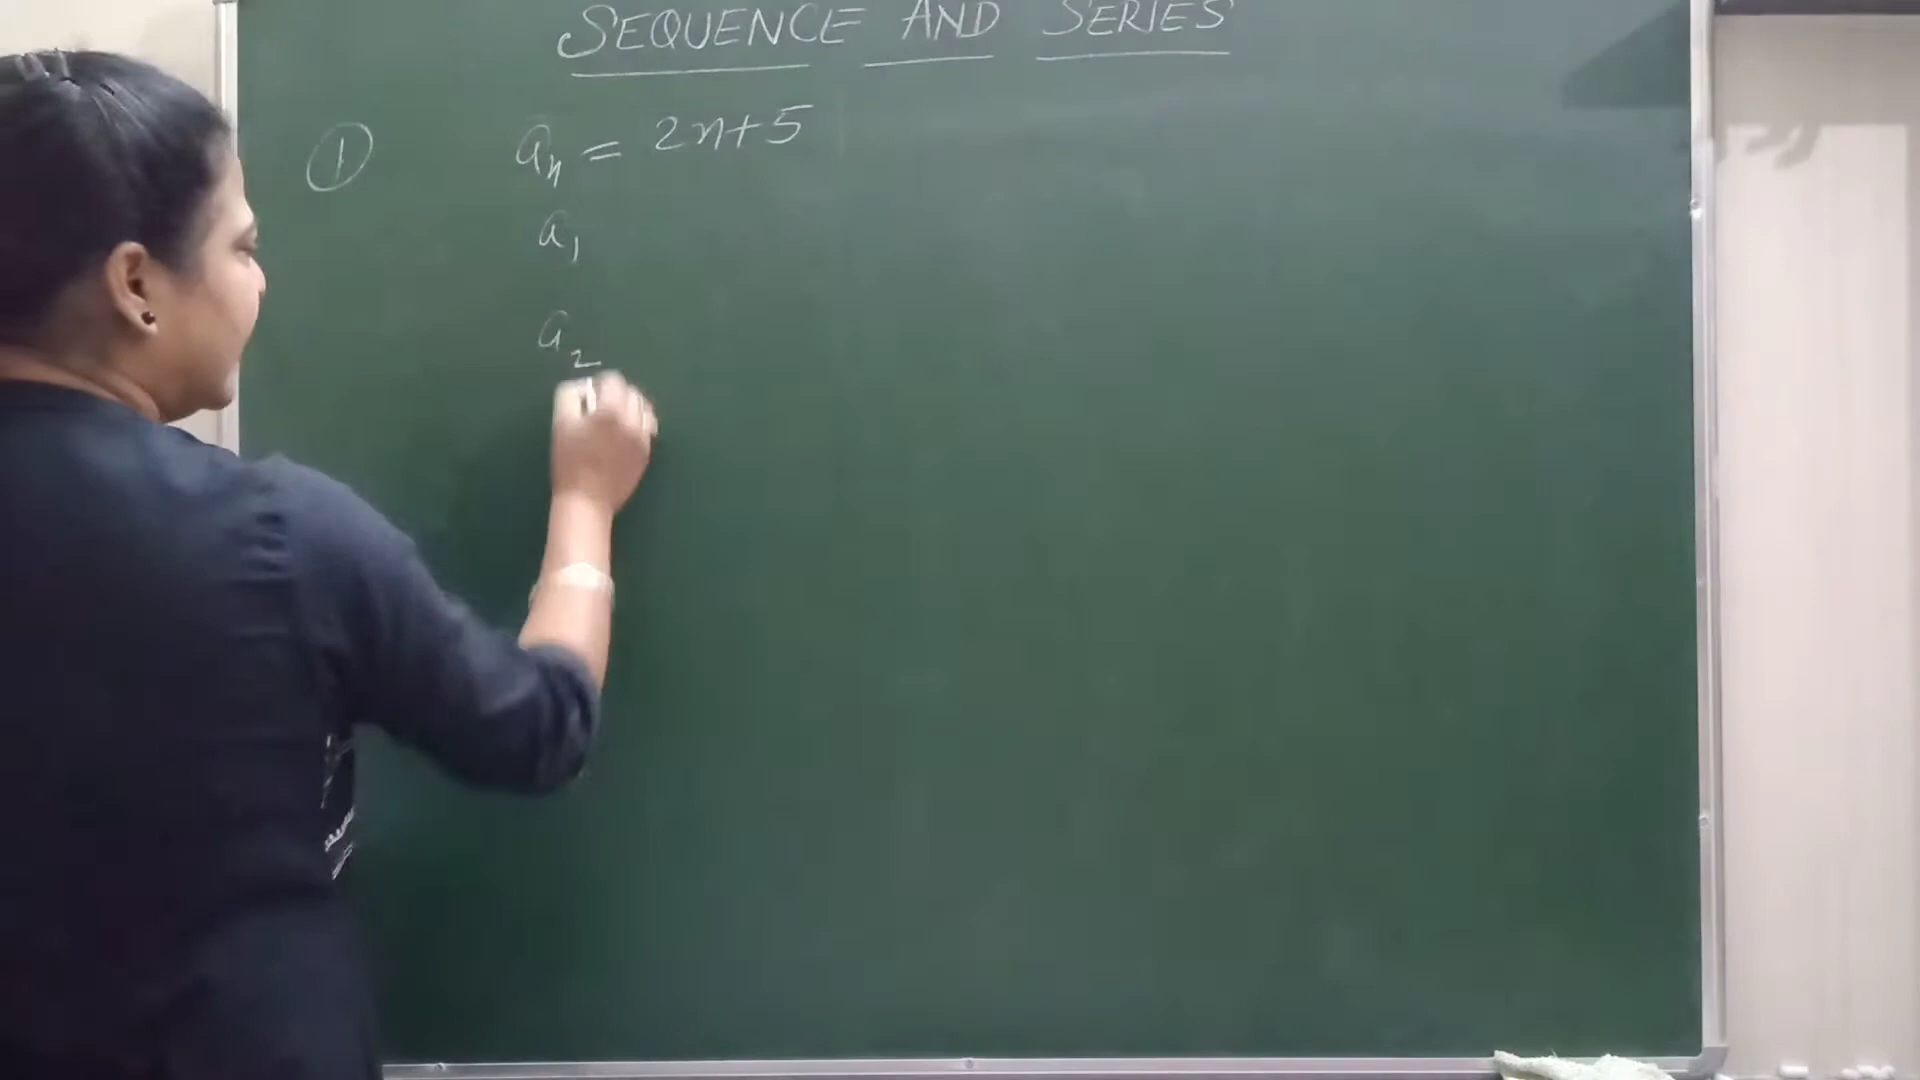 SEQUENCE AND SERIES
① aₙ = 2n+5
a₁
a₂